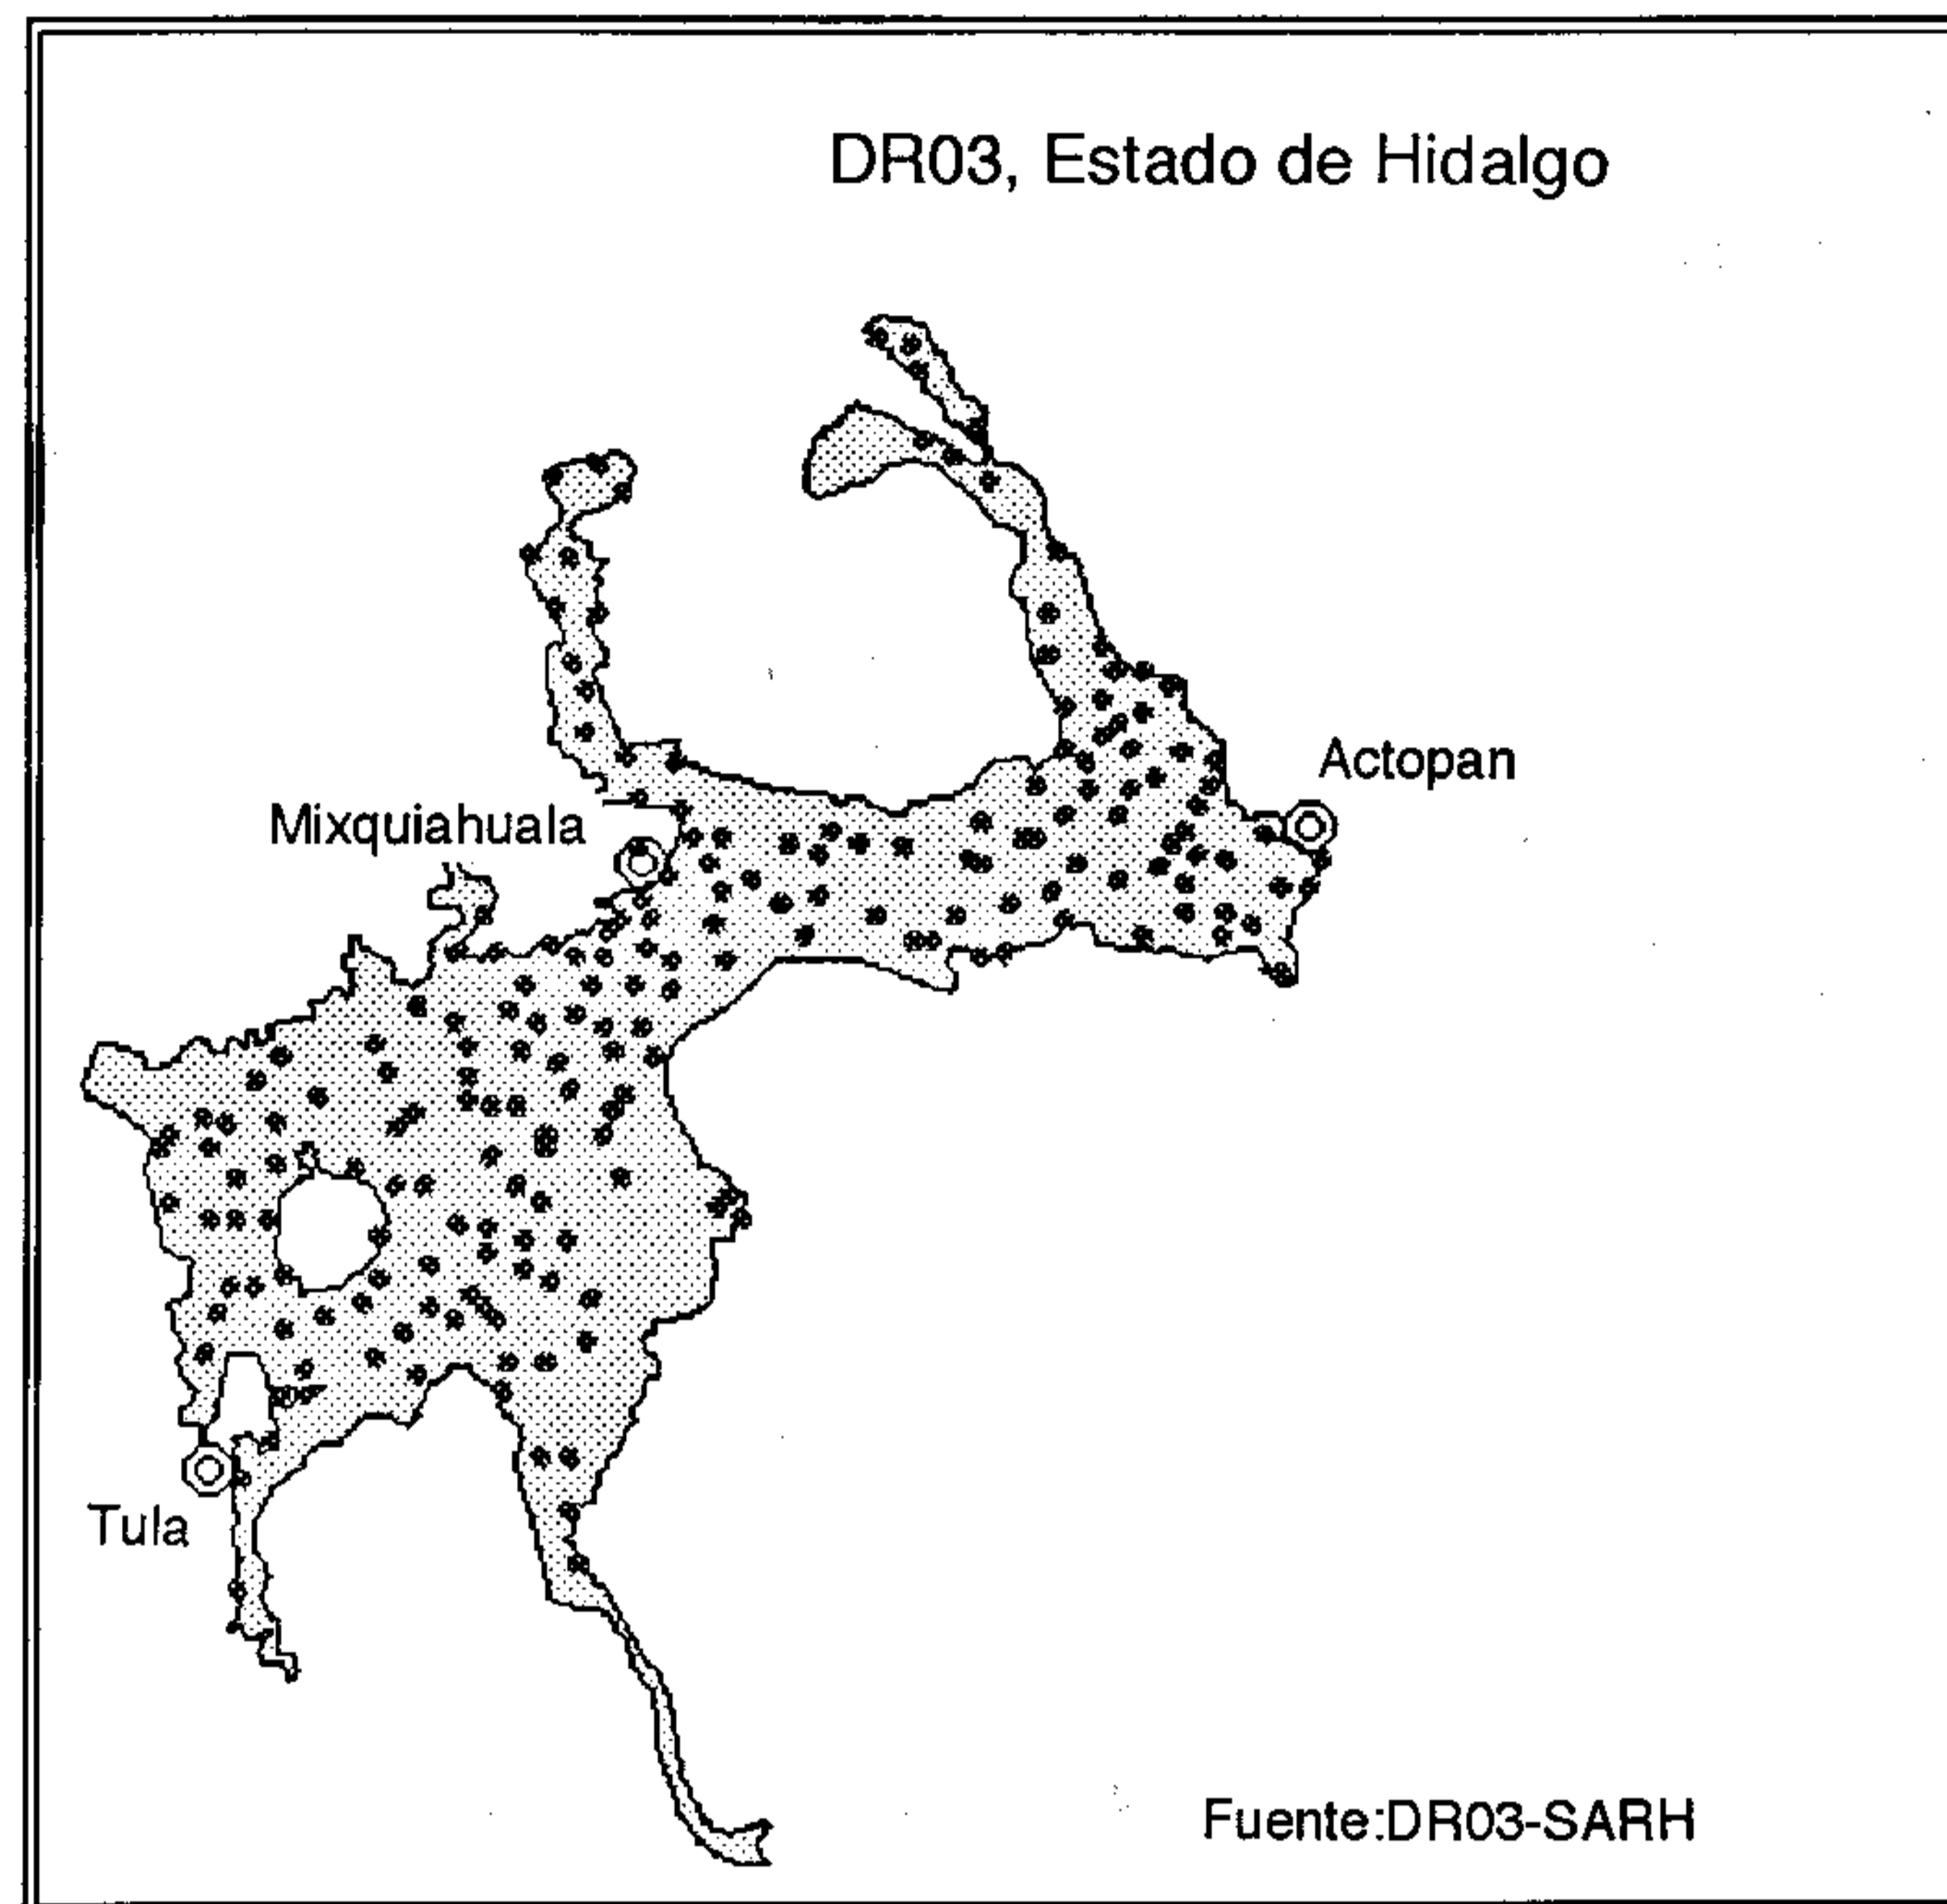 DR03, Estado de Hidalgo
Actopan
Mixquiahuala
Tula
Fuente:DR03-SARH